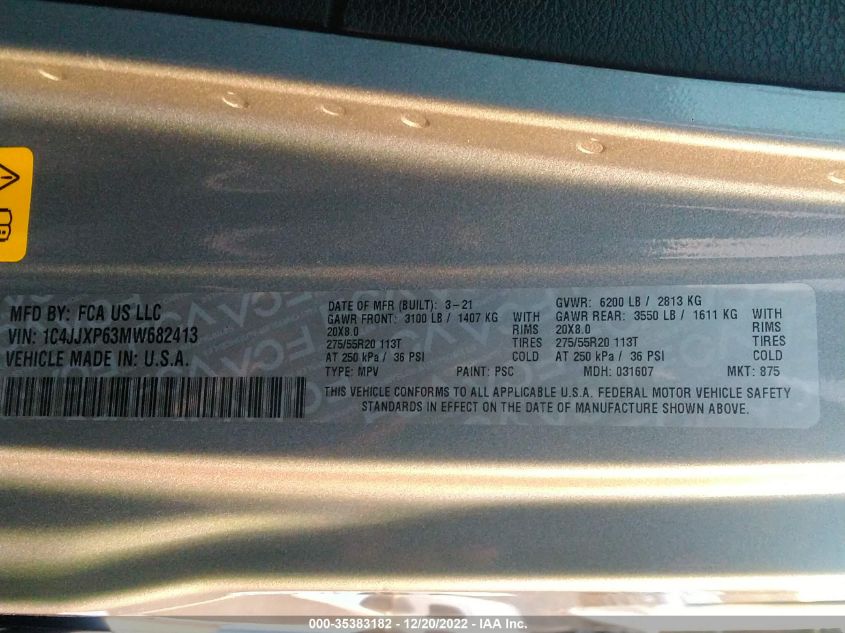 MFD BY: FCA US LLC
VIN: 1C4JJXP63MW682413
VEHICLE MADE IN: U.S.A.
DATE OF MFR (BUILT): 3-21 GVWR: 6200 LB / 2813 KG
GAWR FRONT: 3100 LB / 1407 KG WITH GAWR REAR: 3550 LB / 1611 KG WITH
20X8.0 RIMS 20X8.0 RIMS
275/55R20 113T TIRES 275/55R20 113T TIRES
AT 250 kPa / 36 PSI COLD AT 250 kPa / 36 PSI COLD
TYPE: MPV PAINT: PSC MDH: 031607 MKT: 875
THIS VEHICLE CONFORMS TO ALL APPLICABLE U.S.A. FEDERAL MOTOR VEHICLE SAFETY
STANDARDS IN EFFECT ON THE DATE OF MANUFACTURE SHOWN ABOVE.
000-35383182 - 12/20/2022 - IAA Inc.